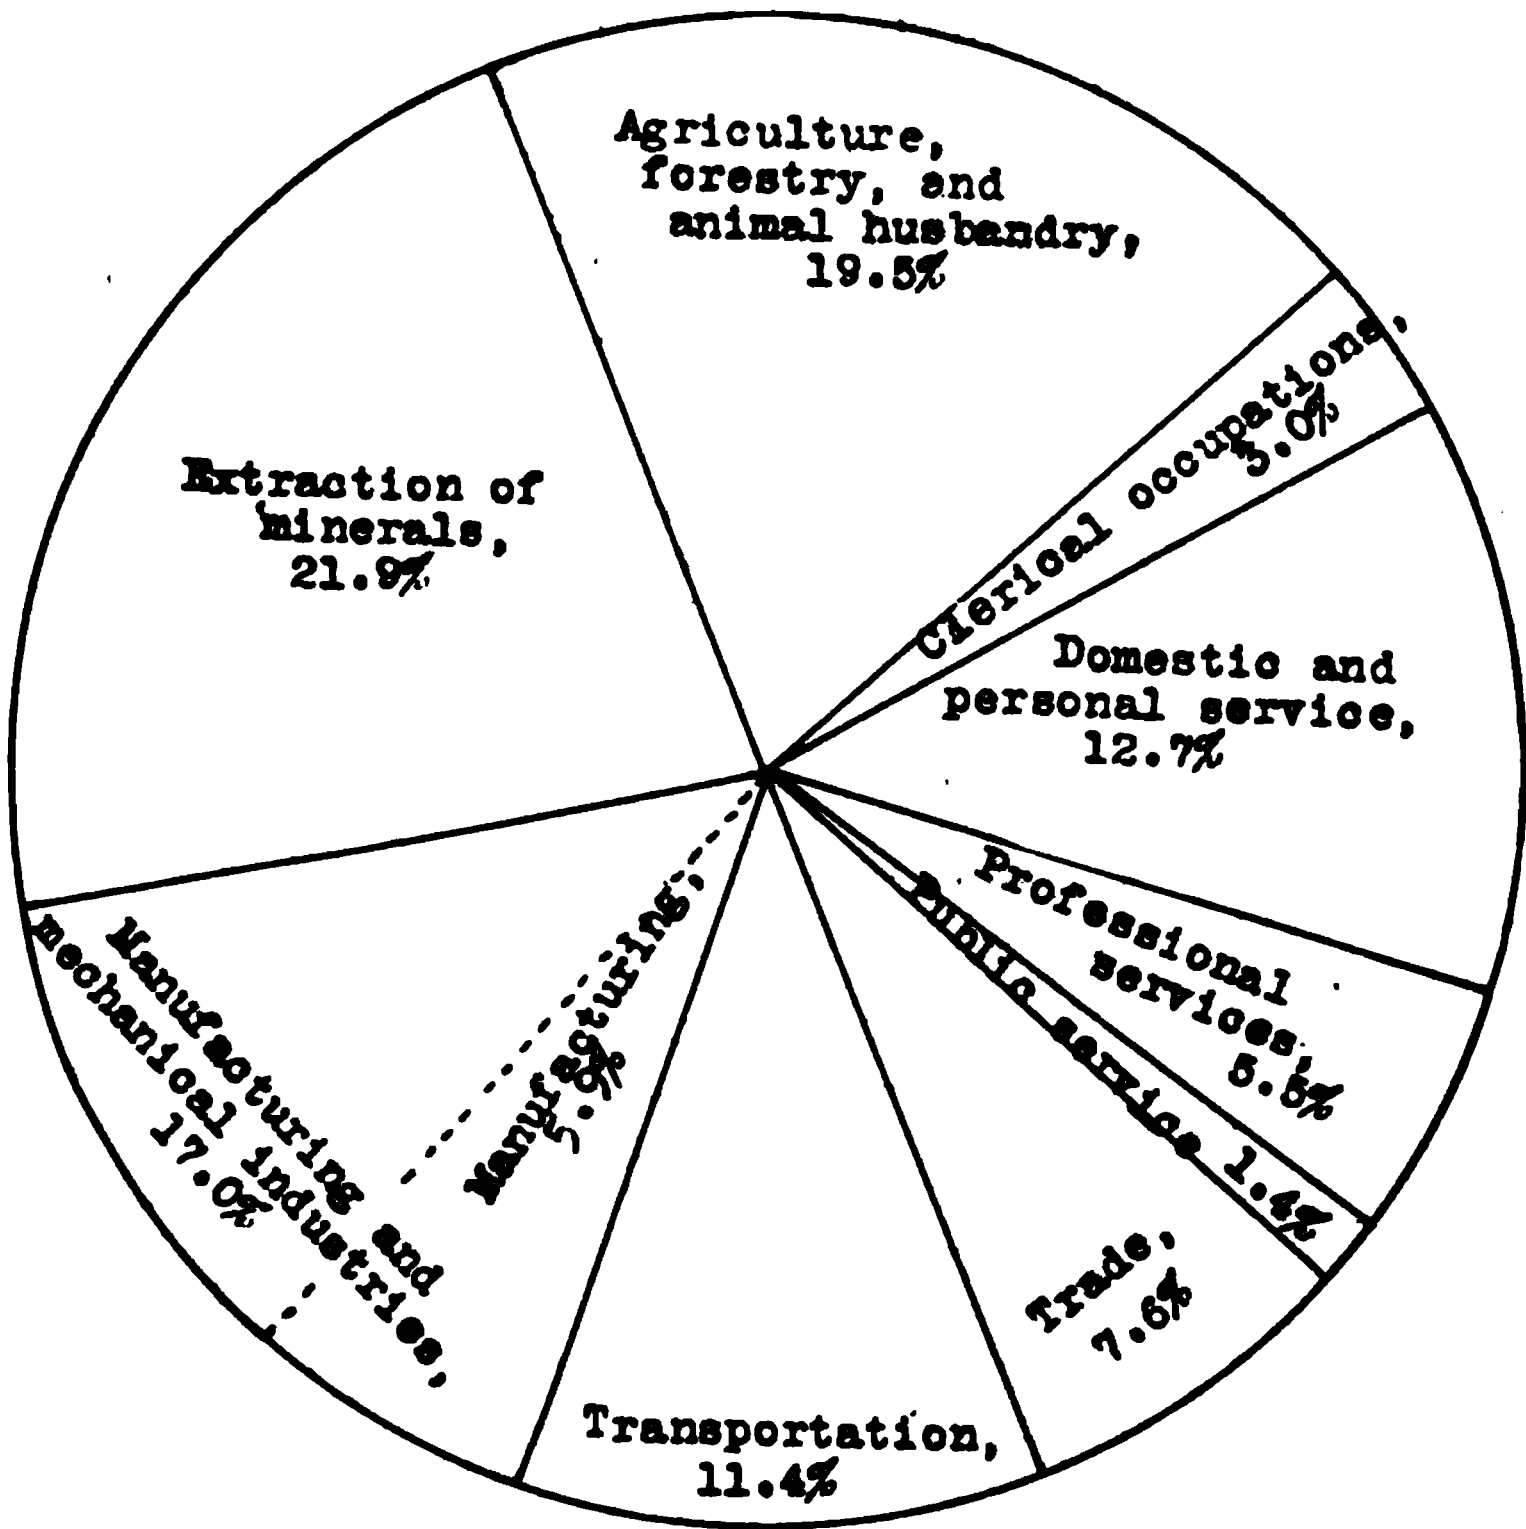 Agriculture,
forestry, and
animal husbandry,
19.5%
Clerical occupations,
3.0%
Domestic and
personal service,
12.7%
Professional
services,
5.5%
Public service 1.4%
Trade,
7.6%
Transportation,
11.4%
Manufacturing,
5.9%
Manufacturing and
mechanical industries,
17.0%
Extraction of
minerals,
21.9%